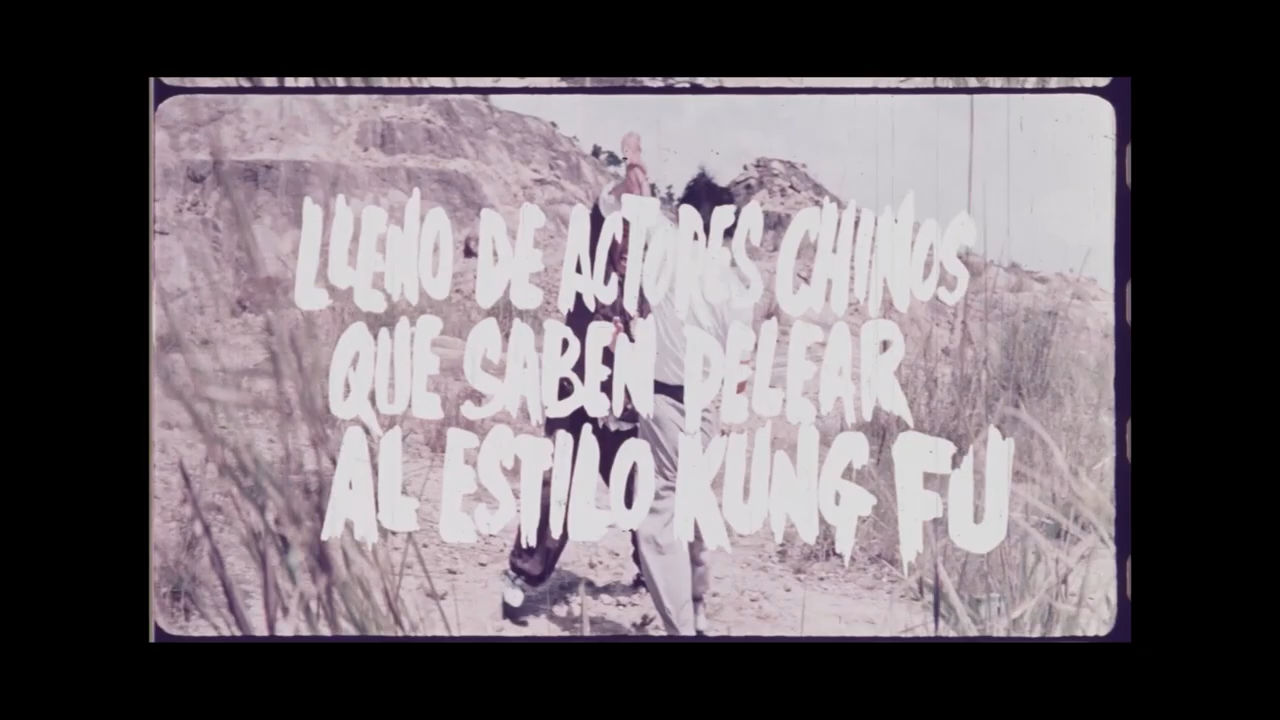 LLENO DE ACTORES CHINOS
QUE SABEN PELEAR
AL ESTILO KUNG FU